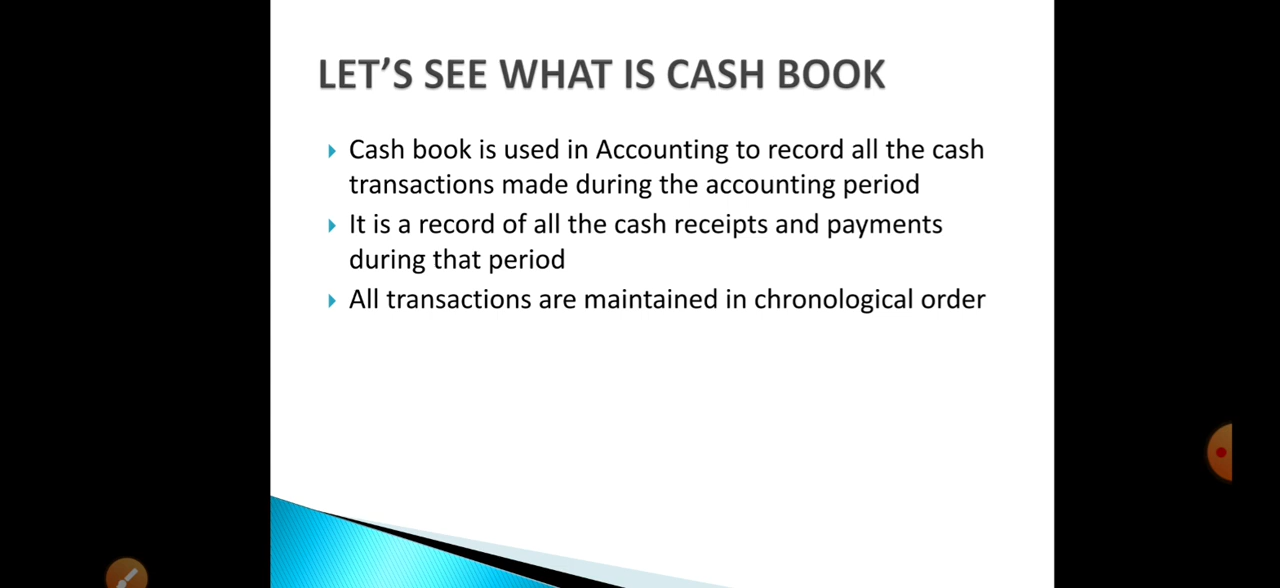 LET'S SEE WHAT IS CASH BOOK
Cash book is used in Accounting to record all the cash
transactions made during the accounting period
It is a record of all the cash receipts and payments
during that period
All transactions are maintained in chronological order